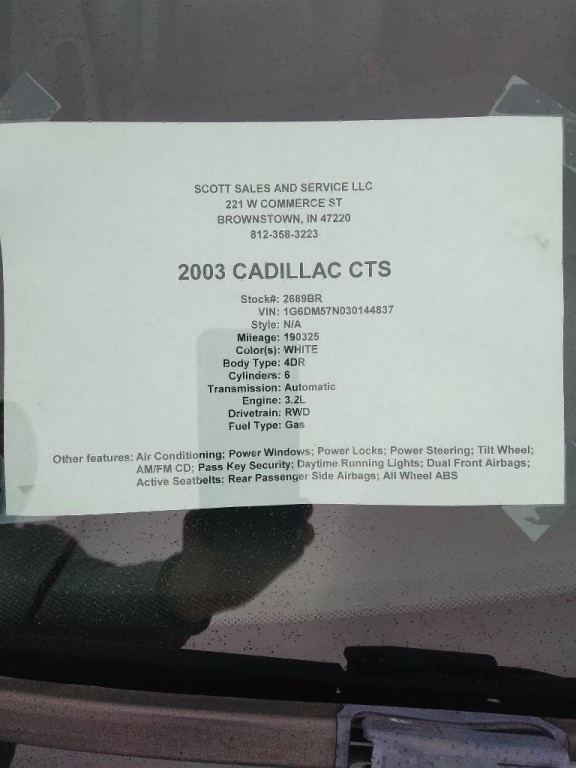 SCOTT SALES AND SERVICE LLC
221 W COMMERCE ST
BROWNSTOWN, IN 47220
812-358-3223
2003 CADILLAC CTS
Stock#: 2689BR
VIN: 1G6DM57N030144837
Style: N/A
Mileage: 190325
Color(s): WHITE
Body Type: 4DR
Cylinders: 6
Transmission: Automatic
Engine: 3.2L
Drivetrain: RWD
Fuel Type: Gas
Other features: Air Conditioning; Power Windows; Power Locks; Power Steering; Tilt Wheel;
AM/FM CD; Pass Key Security; Daytime Running Lights; Dual Front Airbags;
Active Seatbelts; Rear Passenger Side Airbags; All Wheel ABS